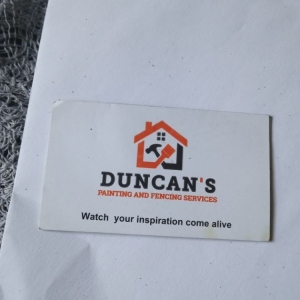 DUNCAN'S
PAINTING AND FENCING SERVICES
Watch your inspiration come alive